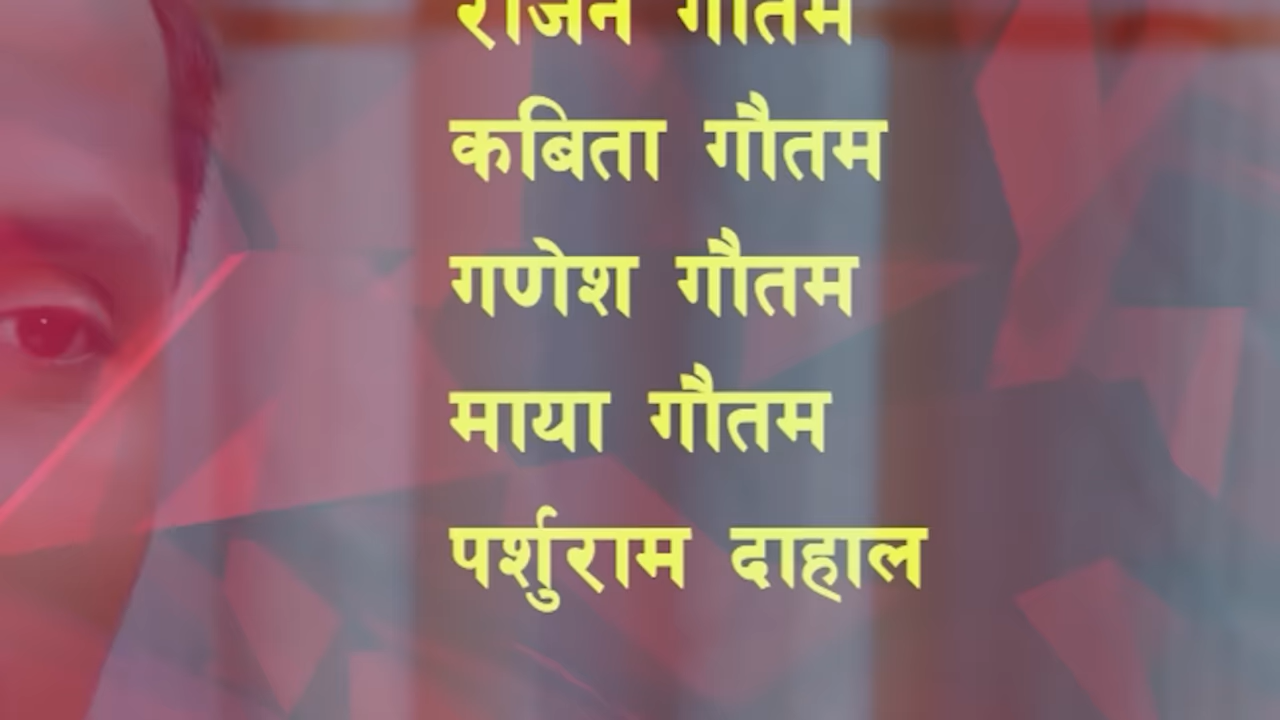 राजन गौतम
कबिता गौतम
गणेश गौतम
माया गौतम
पर्शुराम दाहाल